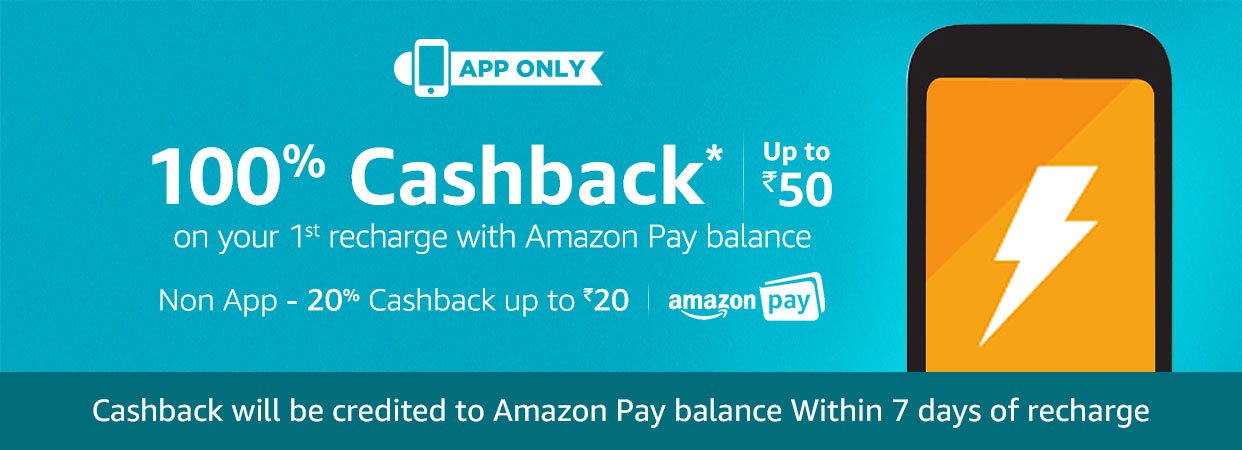 APP ONLY
100% Cashback*
Up to
₹50
on your 1st recharge with Amazon Pay balance
Non App - 20% Cashback up to ₹20
amazon pay
Cashback will be credited to Amazon Pay balance Within 7 days of recharge